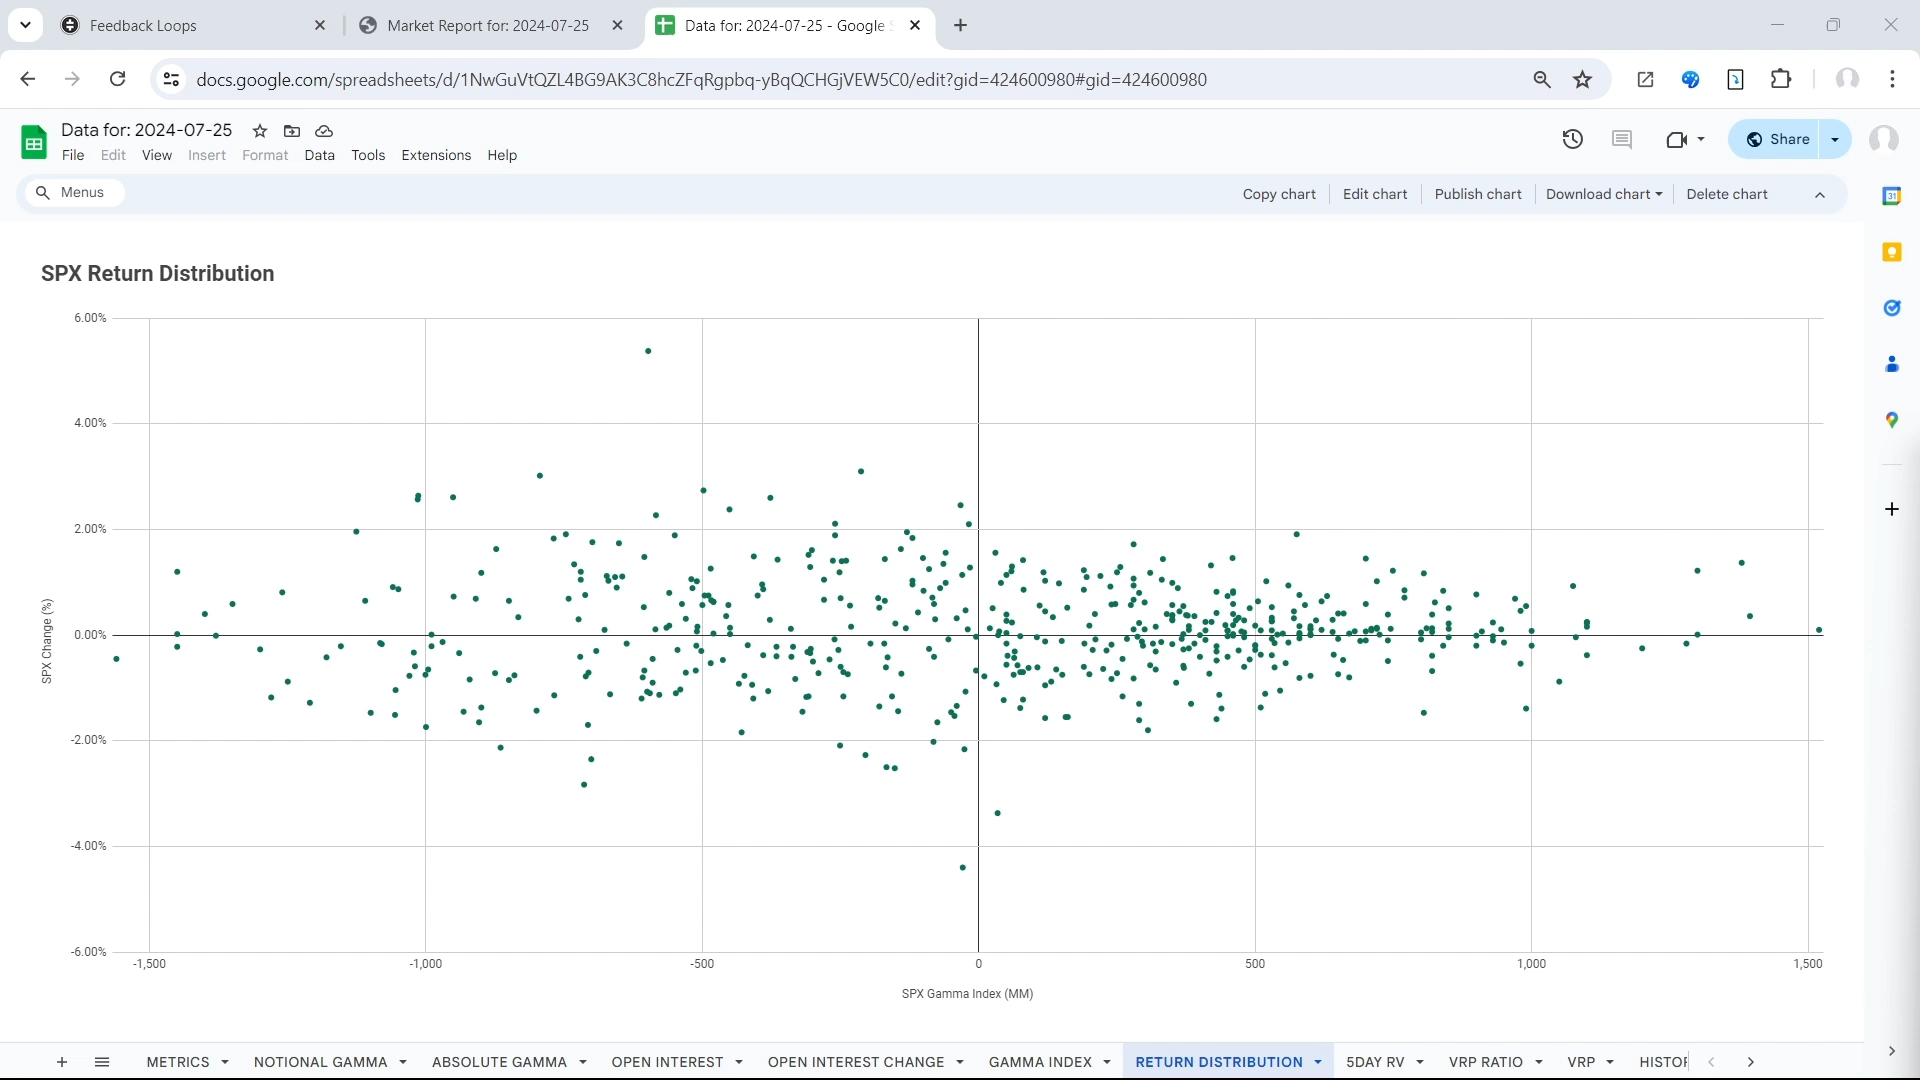 Feedback Loops
Market Report for: 2024-07-25
Data for: 2024-07-25 - Google
docs.google.com/spreadsheets/d/1NwGuVtQZL4BG9AK3C8hcZFqRgpbq-yBqQCHGjVEW5C0/edit?gid=424600980#gid=424600980
Data for: 2024-07-25
File Edit View Insert Format Data Tools Extensions Help
Share
Menus
Copy chart Edit chart Publish chart Download chart Delete chart
31
SPX Return Distribution
6.00%
4.00%
2.00%
0.00%
-2.00%
-4.00%
-6.00%
SPX Change (%)
-1,500 -1,000 -500 0 500 1,000 1,500
SPX Gamma Index (MM)
METRICS NOTIONAL GAMMA ABSOLUTE GAMMA OPEN INTEREST OPEN INTEREST CHANGE GAMMA INDEX RETURN DISTRIBUTION 5DAY RV VRP RATIO VRP HISTOR